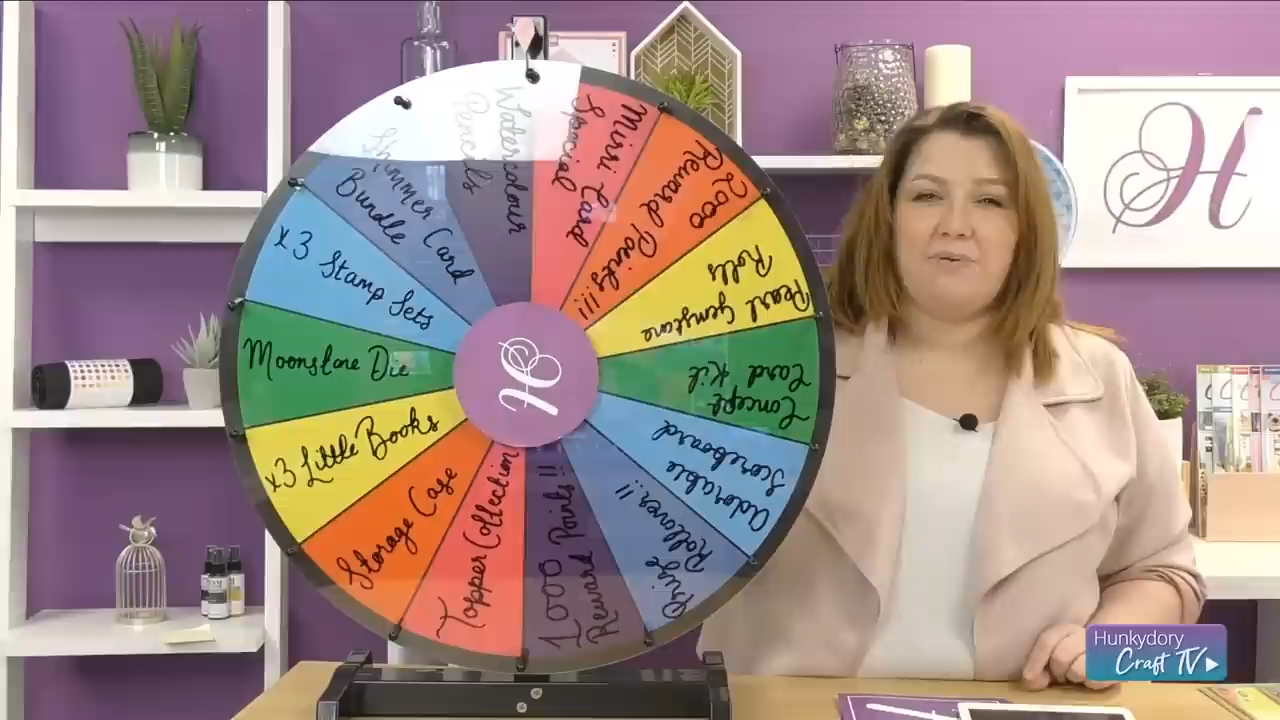 Watercolour
Pencils
Mini Card
Special
2000
Reward Points!!!
Pearl Gemstone
Rolls
Concept
Card Kit
Adorable
Scoreboard
Prize
Rollover!!
1000 Points!!
Reward Points
Topper Collection
Storage Case
x3 Little Books
Moonstone Die
x3 Stamp Sets
Shimmer Card
Bundle
H
H
Hunkydory
Craft TV